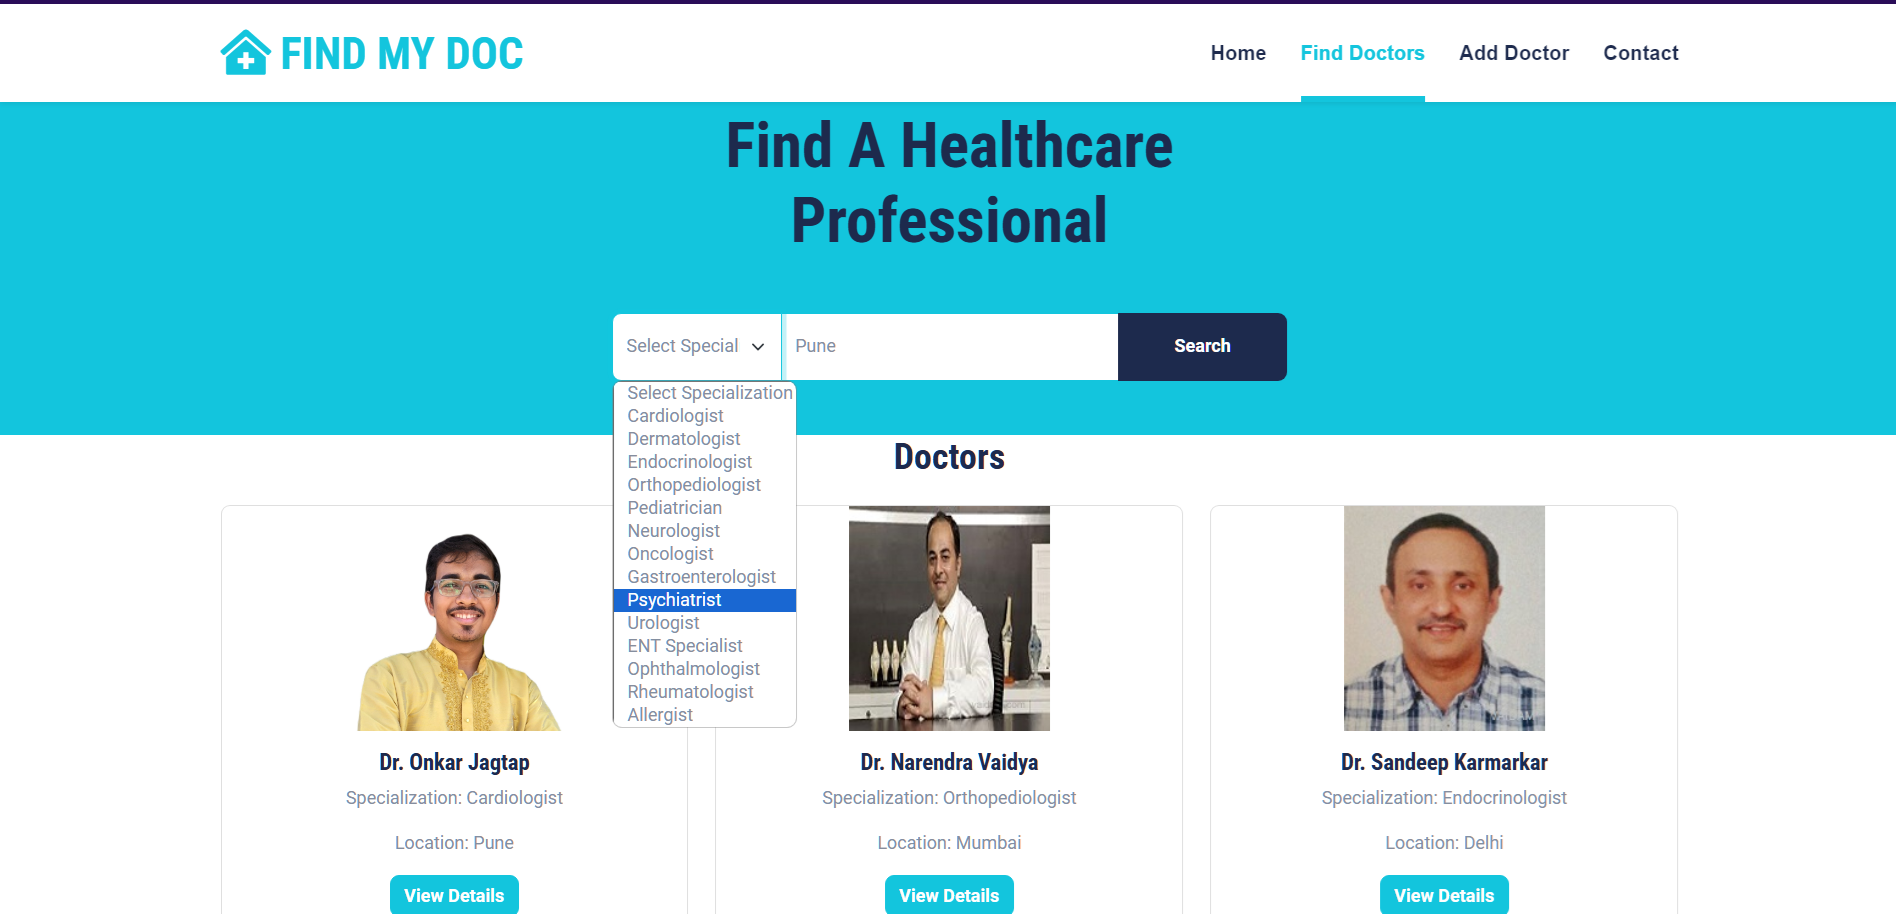 FIND MY DOC
Home
Find Doctors
Add Doctor
Contact
Find A Healthcare
Professional
Select Special
Pune
Search
Select Specialization
Cardiologist
Dermatologist
Endocrinologist
Orthopediologist
Pediatrician
Neurologist
Oncologist
Gastroenterologist
Psychiatrist
Urologist
ENT Specialist
Ophthalmologist
Rheumatologist
Allergist
Doctors
Dr. Onkar Jagtap
Specialization: Cardiologist
Location: Pune
View Details
Dr. Narendra Vaidya
Specialization: Orthopediologist
Location: Mumbai
View Details
Dr. Sandeep Karmarkar
Specialization: Endocrinologist
Location: Delhi
View Details